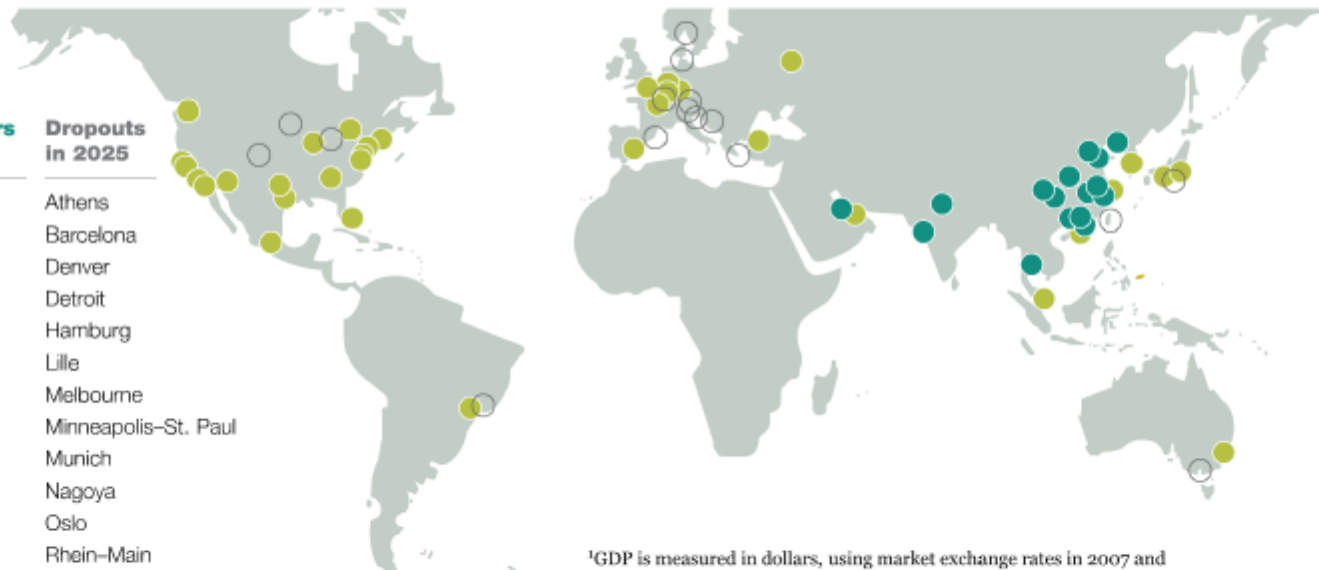 rs
Dropouts
in 2025
Athens
Barcelona
Denver
Detroit
Hamburg
Lille
Melbourne
Minneapolis–St. Paul
Munich
Nagoya
Oslo
Rhein–Main
¹GDP is measured in dollars, using market exchange rates in 2007 and